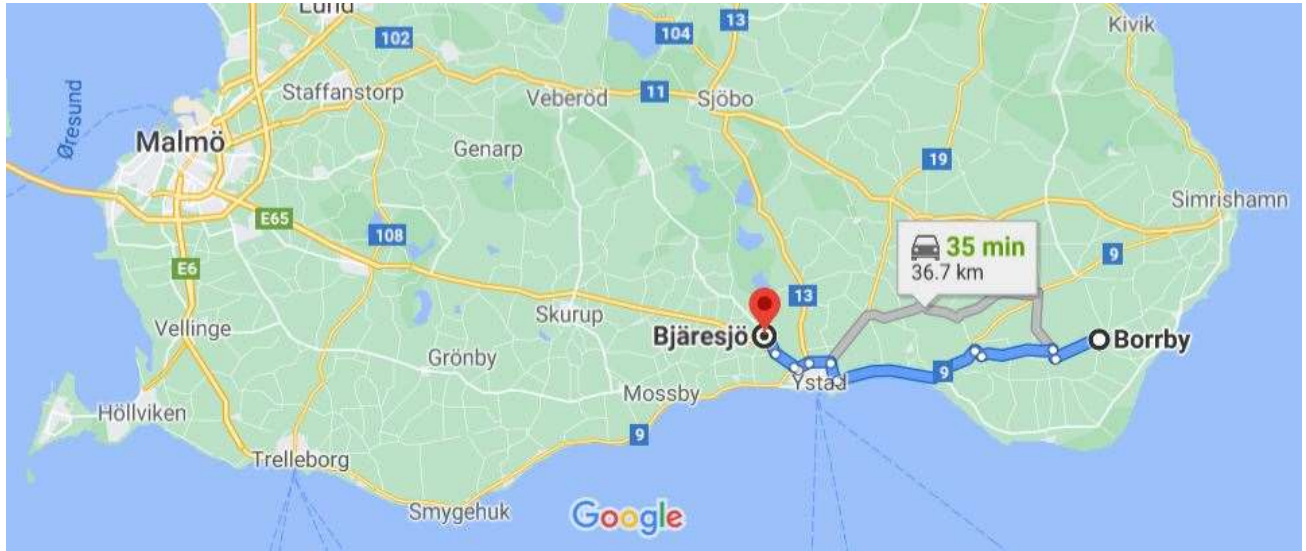 Lund
13
Kivik
102
104
Staffanstorp
Veberöd
11
Sjöbo
Øresund
Malmö
Genarp
19
Simrishamn
E65
108
35 min
36.7 km
9
E6
13
Skurup
Bjäresjö
Borrby
Vellinge
Grönby
Ystad
9
Mossby
Höllviken
9
Trelleborg
Smygehuk
Google